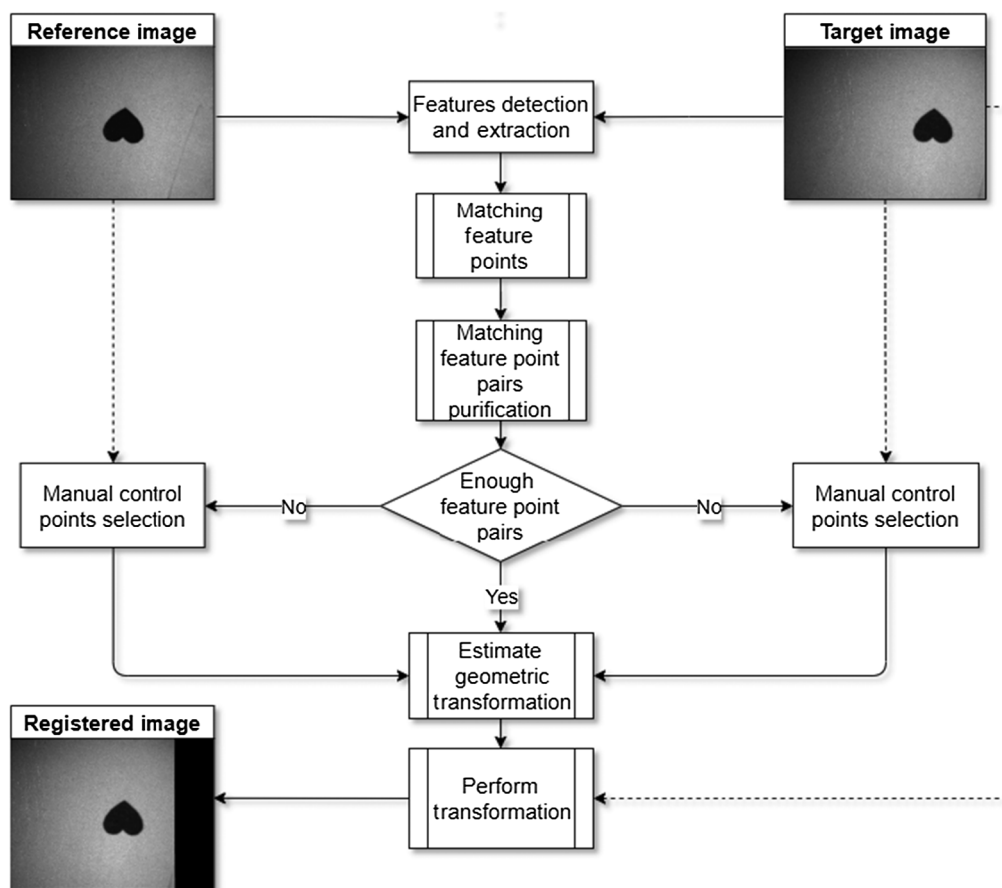 Reference image
Target image
Features detection
and extraction
Matching
feature
points
Matching
feature point
pairs
purification
Enough
feature point
pairs
Manual control
points selection
No
No
Manual control
points selection
Yes
Estimate
geometric
transformation
Registered image
Perform
transformation